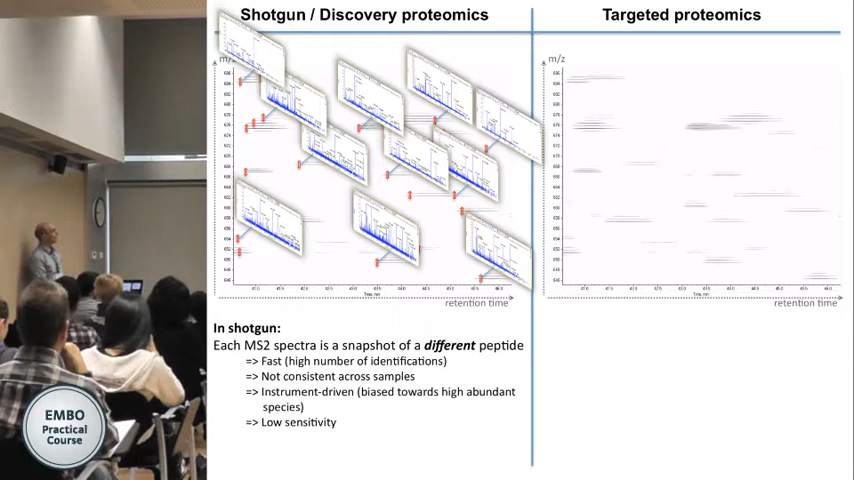 Shotgun / Discovery proteomics
Targeted proteomics
m/z
m/z
retention time
retention time
In shotgun:
Each MS2 spectra is a snapshot of a different peptide
=> Fast (high number of identifications)
=> Not consistent across samples
=> Instrument-driven (biased towards high abundant
species)
=> Low sensitivity
EMBO
Practical
Course